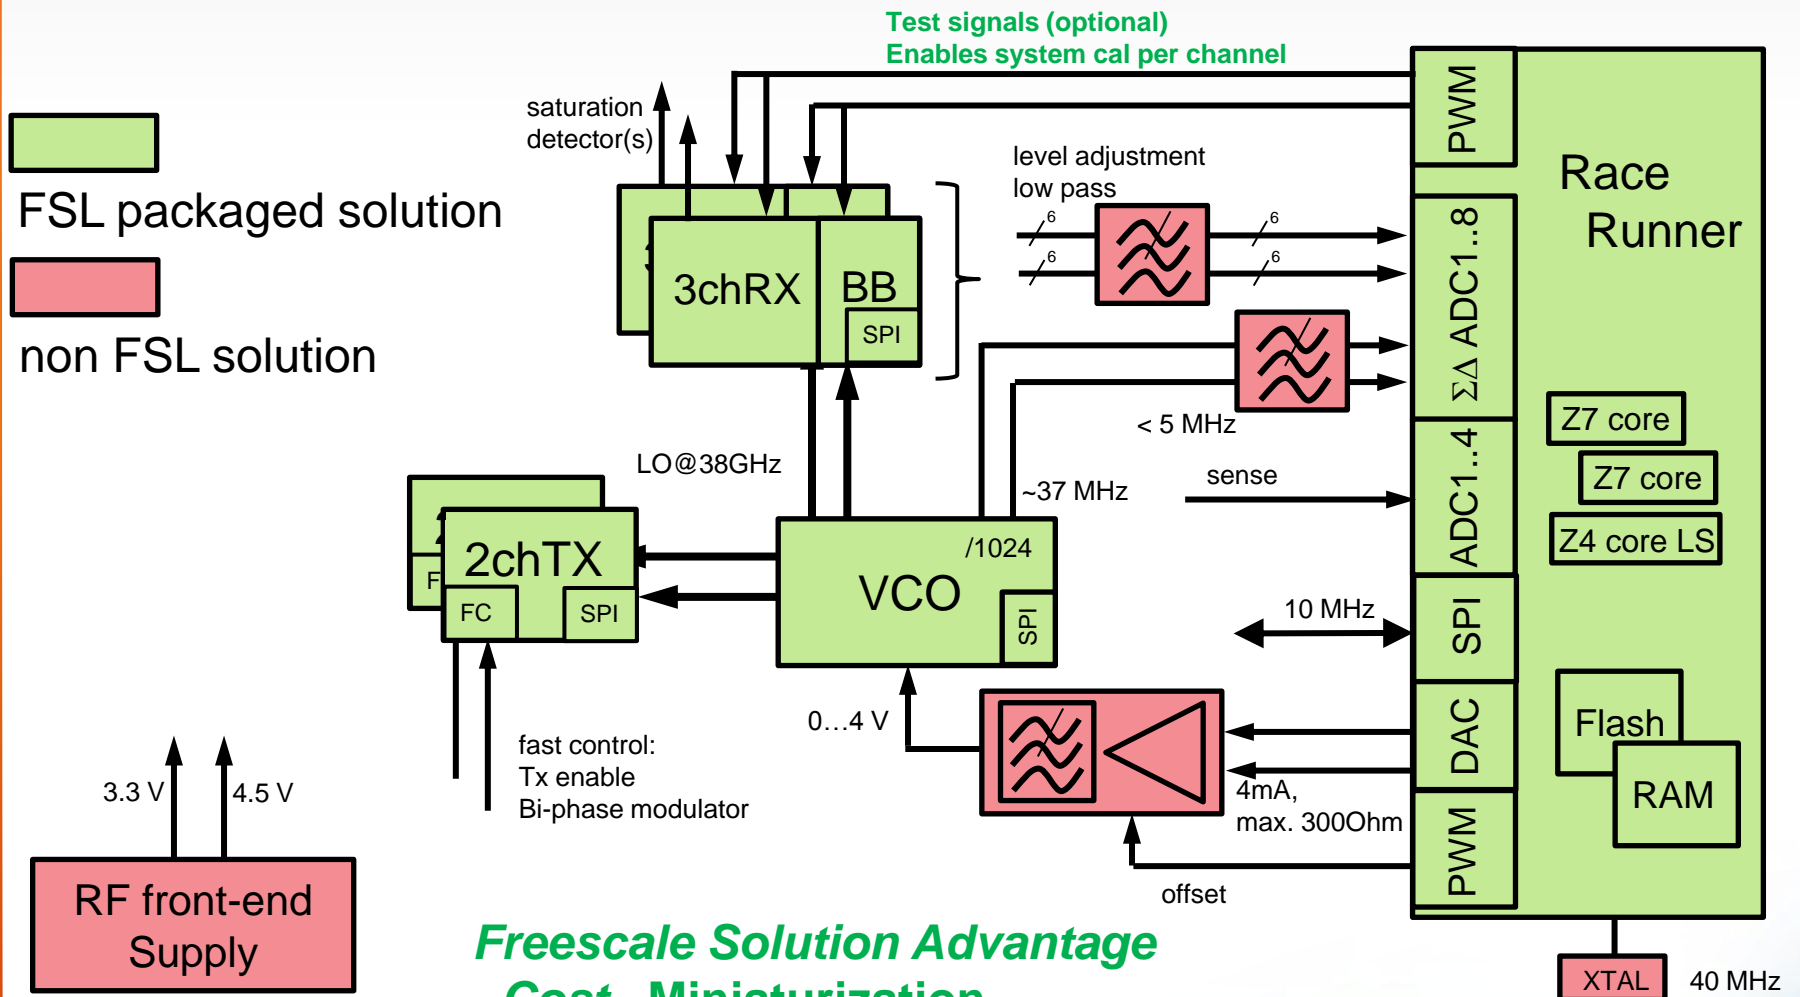 Test signals (optional)
Enables system cal per channel
FSL packaged solution
non FSL solution
saturation
detector(s)
3chRX
BB
SPI
level adjustment
low pass
6
6
6
6
< 5 MHz
LO@38GHz
~37 MHz
sense
2chTX
FC
SPI
F
/1024
VCO
SPI
10 MHz
0…4 V
fast control:
Tx enable
Bi-phase modulator
4mA,
max. 300Ohm
offset
3.3 V
4.5 V
RF front-end
Supply
PWM
ΣΔ ADC1..8
ADC1..4
SPI
DAC
PWM
Race
Runner
Z7 core
Z7 core
Z4 core LS
Flash
RAM
XTAL
40 MHz
Freescale Solution Advantage
Cost, Miniaturization